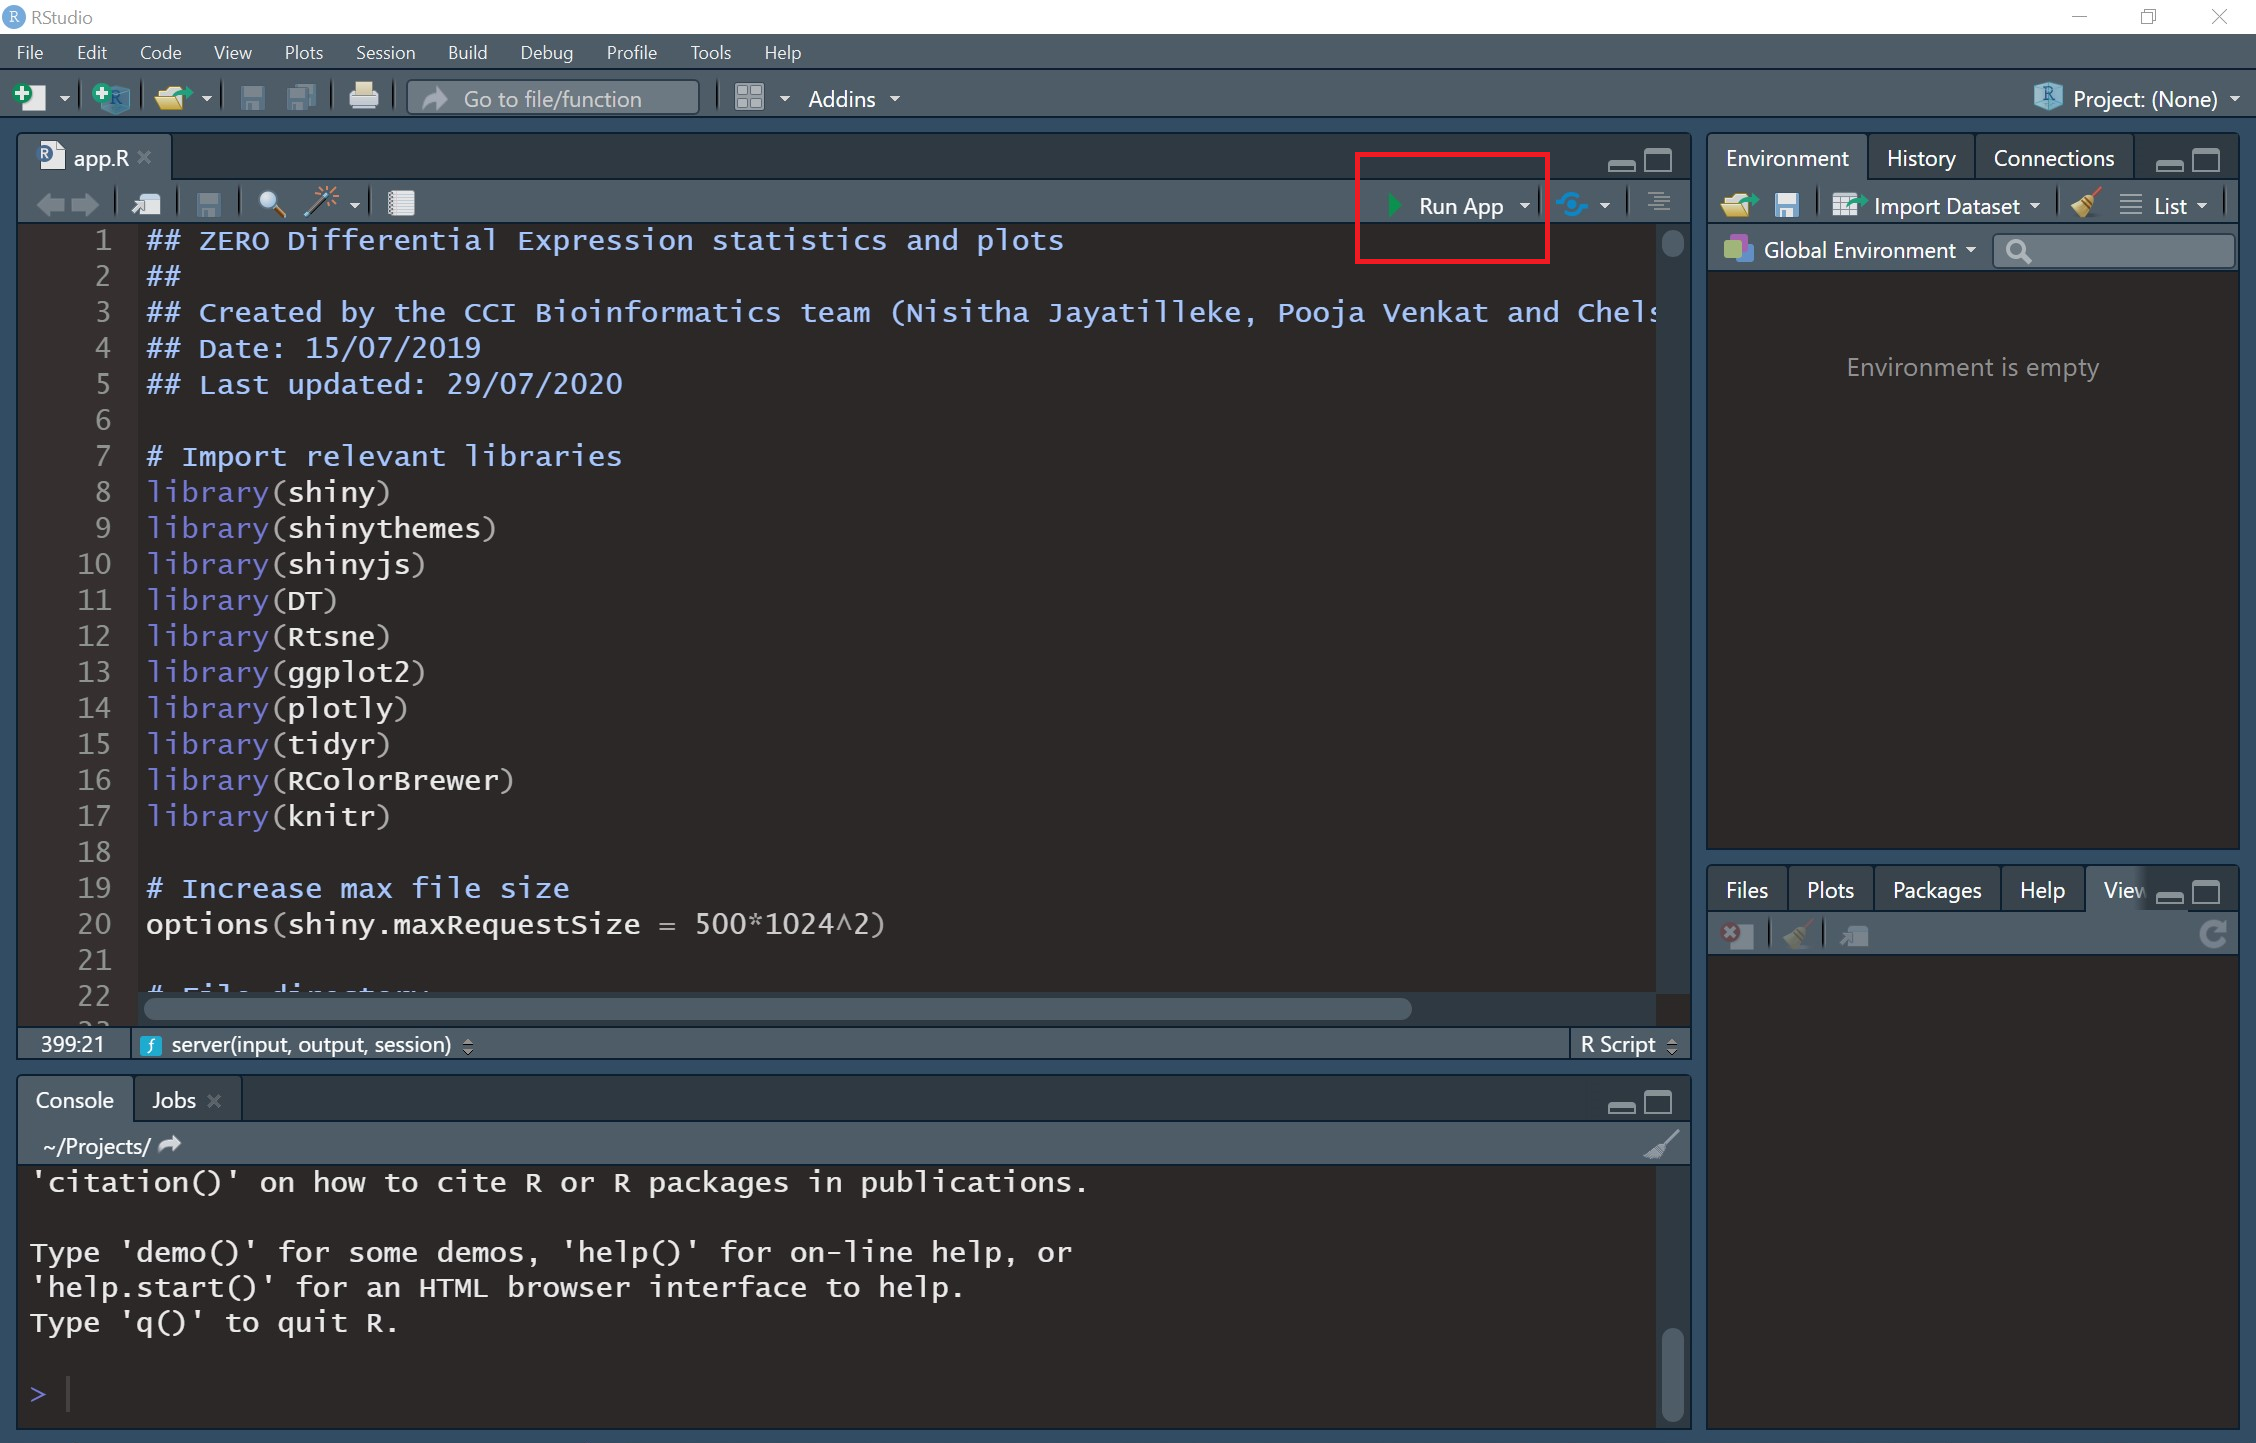 RStudio
File Edit Code View Plots Session Build Debug Profile Tools Help
Go to file/function Addins Project: (None)
app.R
Run App
1 ## ZERO Differential Expression statistics and plots
2 ##
3 ## Created by the CCI Bioinformatics team (Nisitha Jayatilleke, Pooja Venkat and Chels
4 ## Date: 15/07/2019
5 ## Last updated: 29/07/2020
6
7 # Import relevant libraries
8 library(shiny)
9 library(shinythemes)
10 library(shinyjs)
11 library(DT)
12 library(Rtsne)
13 library(ggplot2)
14 library(plotly)
15 library(tidyr)
16 library(RColorBrewer)
17 library(knitr)
18
19 # Increase max file size
20 options(shiny.maxRequestSize = 500*1024^2)
21
22 # File directory
399:21 server(input, output, session) R Script
Console Jobs
~/Projects/
'citation()' on how to cite R or R packages in publications.
Type 'demo()' for some demos, 'help()' for on-line help, or
'help.start()' for an HTML browser interface to help.
Type 'q()' to quit R.
>
Environment History Connections
Import Dataset List
Global Environment
Environment is empty
Files Plots Packages Help View